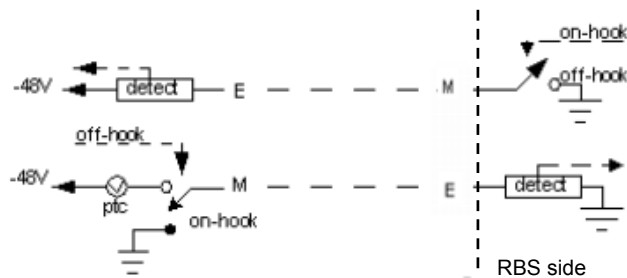 on-hook
-48V detect E M off-hook
off-hook
-48V ptc M E detect
on-hook
RBS side